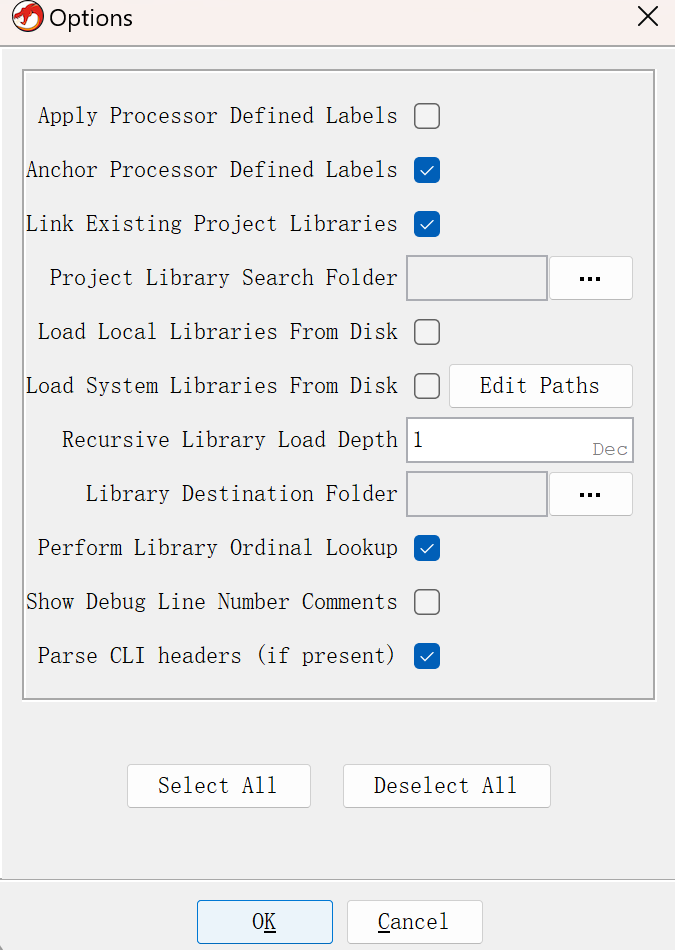 Options
Apply Processor Defined Labels
Anchor Processor Defined Labels
Link Existing Project Libraries
Project Library Search Folder ...
Load Local Libraries From Disk
Load System Libraries From Disk Edit Paths
Recursive Library Load Depth 1 Dec
Library Destination Folder ...
Perform Library Ordinal Lookup
Show Debug Line Number Comments
Parse CLI headers (if present)
Select All Deselect All
OK Cancel